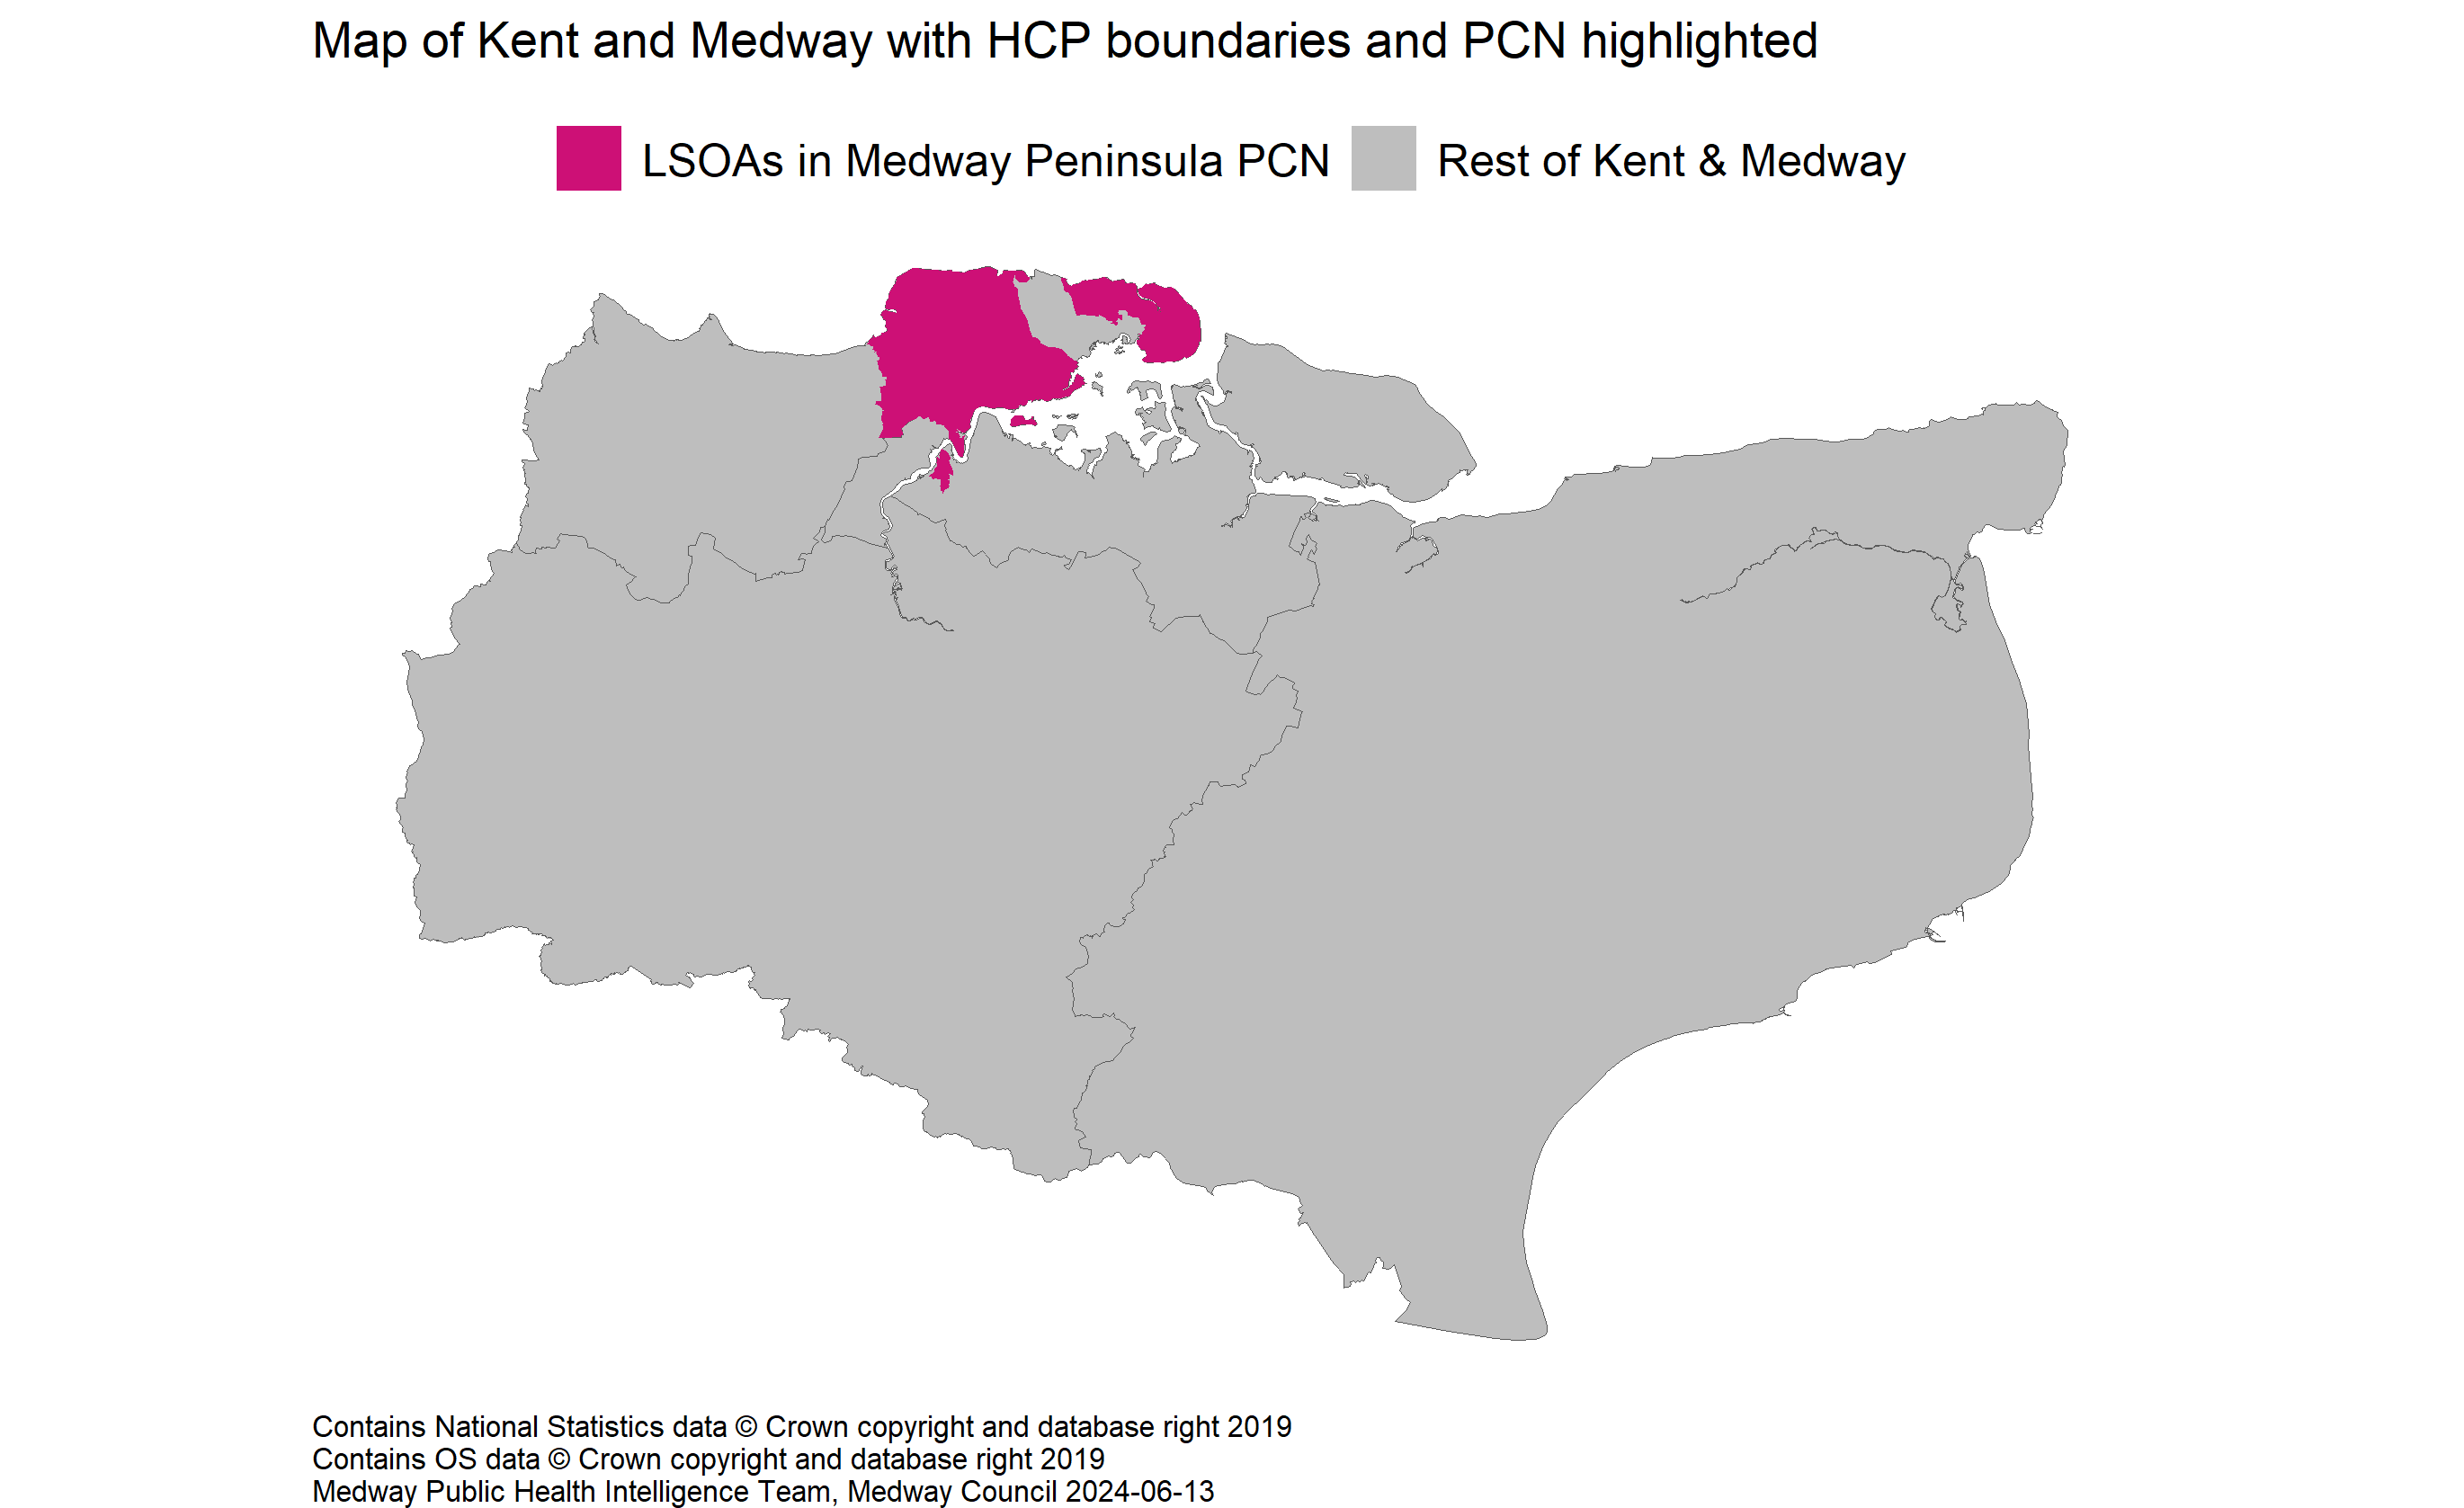 Map of Kent and Medway with HCP boundaries and PCN highlighted
LSOAs in Medway Peninsula PCN Rest of Kent & Medway
Contains National Statistics data © Crown copyright and database right 2019
Contains OS data © Crown copyright and database right 2019
Medway Public Health Intelligence Team, Medway Council 2024-06-13